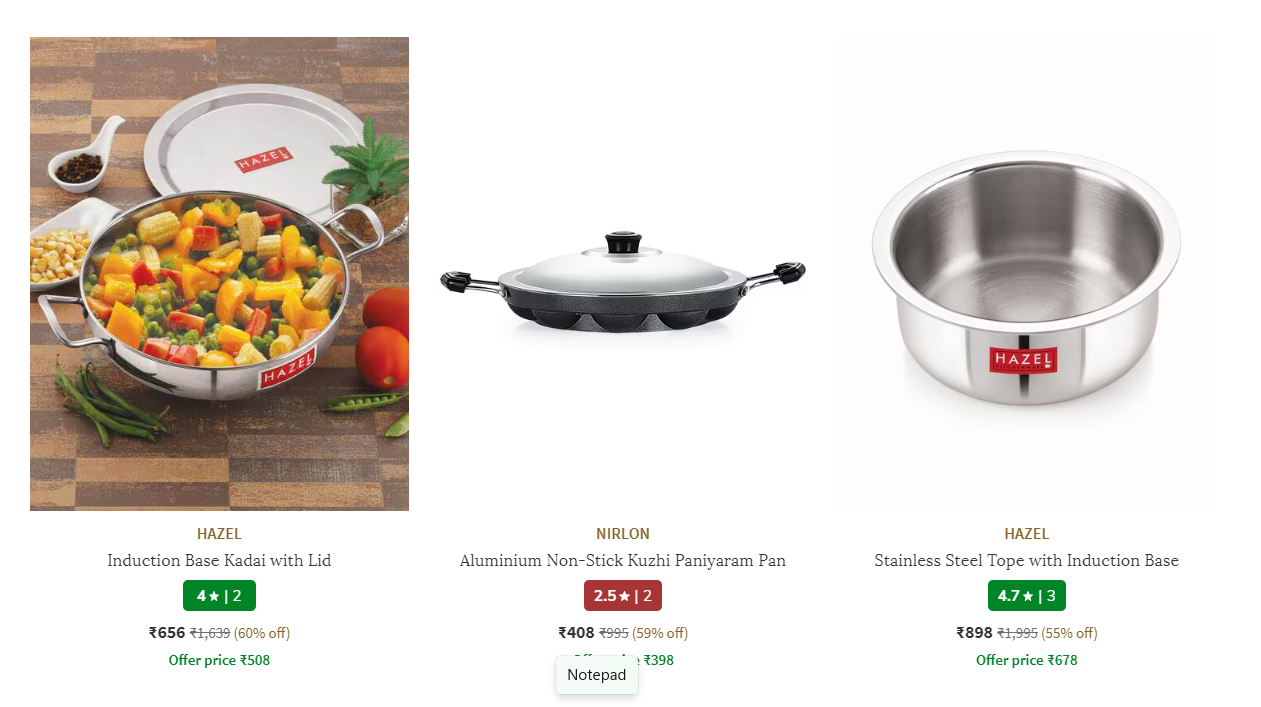 HAZEL
HAZEL
HAZEL
HAZEL
Induction Base Kadai with Lid
4★ | 2
₹656 ₹1,639 (60% off)
Offer price ₹508
NIRLON
Aluminium Non-Stick Kuzhi Paniyaram Pan
2.5★ | 2
₹408 ₹995 (59% off)
₹398
Notepad
HAZEL
Stainless Steel Tope with Induction Base
4.7★ | 3
₹898 ₹1,995 (55% off)
Offer price ₹678